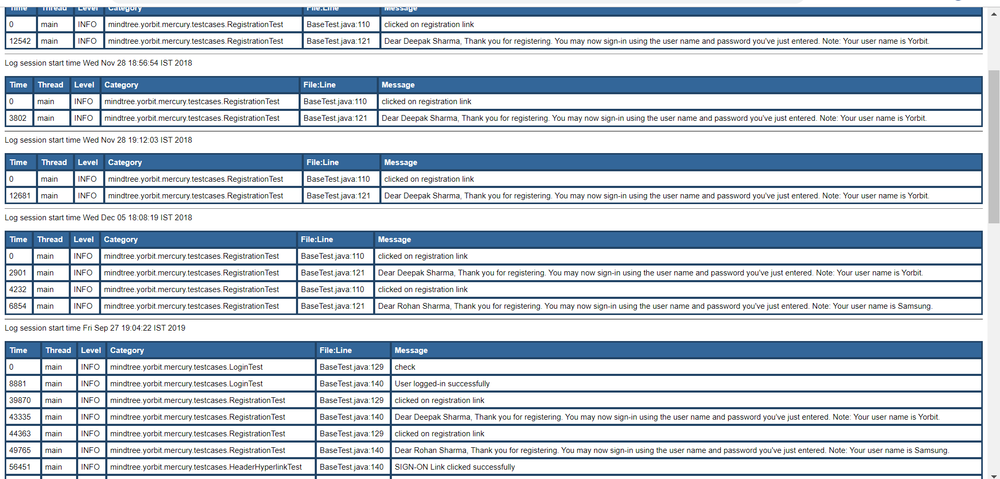 Time Thread Level Category File:Line Message
0 main INFO mindtree.yorbit.mercury.testcases.RegistrationTest BaseTest.java:110 clicked on registration link
12542 main INFO mindtree.yorbit.mercury.testcases.RegistrationTest BaseTest.java:121 Dear Deepak Sharma, Thank you for registering. You may now sign-in using the user name and password you've just entered. Note: Your user name is Yorbit.
Log session start time Wed Nov 28 18:56:54 IST 2018
Time Thread Level Category File:Line Message
0 main INFO mindtree.yorbit.mercury.testcases.RegistrationTest BaseTest.java:110 clicked on registration link
3802 main INFO mindtree.yorbit.mercury.testcases.RegistrationTest BaseTest.java:121 Dear Deepak Sharma, Thank you for registering. You may now sign-in using the user name and password you've just entered. Note: Your user name is Yorbit.
Log session start time Wed Nov 28 19:12:03 IST 2018
Time Thread Level Category File:Line Message
0 main INFO mindtree.yorbit.mercury.testcases.RegistrationTest BaseTest.java:110 clicked on registration link
12681 main INFO mindtree.yorbit.mercury.testcases.RegistrationTest BaseTest.java:121 Dear Deepak Sharma, Thank you for registering. You may now sign-in using the user name and password you've just entered. Note: Your user name is Yorbit.
Log session start time Wed Dec 05 18:08:19 IST 2018
Time Thread Level Category File:Line Message
0 main INFO mindtree.yorbit.mercury.testcases.RegistrationTest BaseTest.java:110 clicked on registration link
2901 main INFO mindtree.yorbit.mercury.testcases.RegistrationTest BaseTest.java:121 Dear Deepak Sharma, Thank you for registering. You may now sign-in using the user name and password you've just entered. Note: Your user name is Yorbit.
4232 main INFO mindtree.yorbit.mercury.testcases.RegistrationTest BaseTest.java:110 clicked on registration link
6854 main INFO mindtree.yorbit.mercury.testcases.RegistrationTest BaseTest.java:121 Dear Rohan Sharma, Thank you for registering. You may now sign-in using the user name and password you've just entered. Note: Your user name is Samsung.
Log session start time Fri Sep 27 19:04:22 IST 2019
Time Thread Level Category File:Line Message
0 main INFO mindtree.yorbit.mercury.testcases.LoginTest BaseTest.java:129 check
8881 main INFO mindtree.yorbit.mercury.testcases.LoginTest BaseTest.java:140 User logged-in successfully
39870 main INFO mindtree.yorbit.mercury.testcases.RegistrationTest BaseTest.java:129 clicked on registration link
43335 main INFO mindtree.yorbit.mercury.testcases.RegistrationTest BaseTest.java:140 Dear Deepak Sharma, Thank you for registering. You may now sign-in using the user name and password you've just entered. Note: Your user name is Yorbit.
44363 main INFO mindtree.yorbit.mercury.testcases.RegistrationTest BaseTest.java:129 clicked on registration link
49765 main INFO mindtree.yorbit.mercury.testcases.RegistrationTest BaseTest.java:140 Dear Rohan Sharma, Thank you for registering. You may now sign-in using the user name and password you've just entered. Note: Your user name is Samsung.
56451 main INFO mindtree.yorbit.mercury.testcases.HeaderHyperlinkTest BaseTest.java:140 SIGN-ON Link clicked successfully